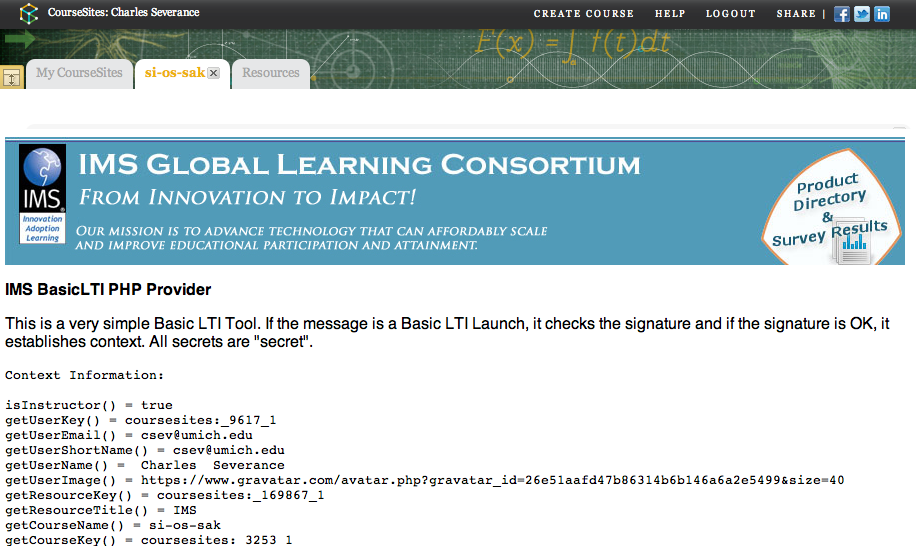 CourseSites: Charles Severance
CREATE COURSE HELP LOGOUT SHARE |
F(x) = ∫ f(t)dt
My CourseSites si-os-sak Resources
IMS GLOBAL LEARNING CONSORTIUM
FROM INNOVATION TO IMPACT!
OUR MISSION IS TO ADVANCE TECHNOLOGY THAT CAN AFFORDABLY SCALE
AND IMPROVE EDUCATIONAL PARTICIPATION AND ATTAINMENT.
IMS
Innovation
Adoption
Learning
Product
Directory
&
Survey Results
IMS BasicLTI PHP Provider
This is a very simple Basic LTI Tool. If the message is a Basic LTI Launch, it checks the signature and if the signature is OK, it
establishes context. All secrets are "secret".
Context Information:
isInstructor() = true
getUserKey() = coursesites:_9617_1
getUserEmail() = csev@umich.edu
getUserShortName() = csev@umich.edu
getUserName() =  Charles  Severance
getUserImage() = https://www.gravatar.com/avatar.php?gravatar_id=26e51aafd47b86314b6b146a6a2e5499&size=40
getResourceKey() = coursesites:_169867_1
getResourceTitle() = IMS
getCourseName() = si-os-sak
getCourseKey() = coursesites:_3253_1